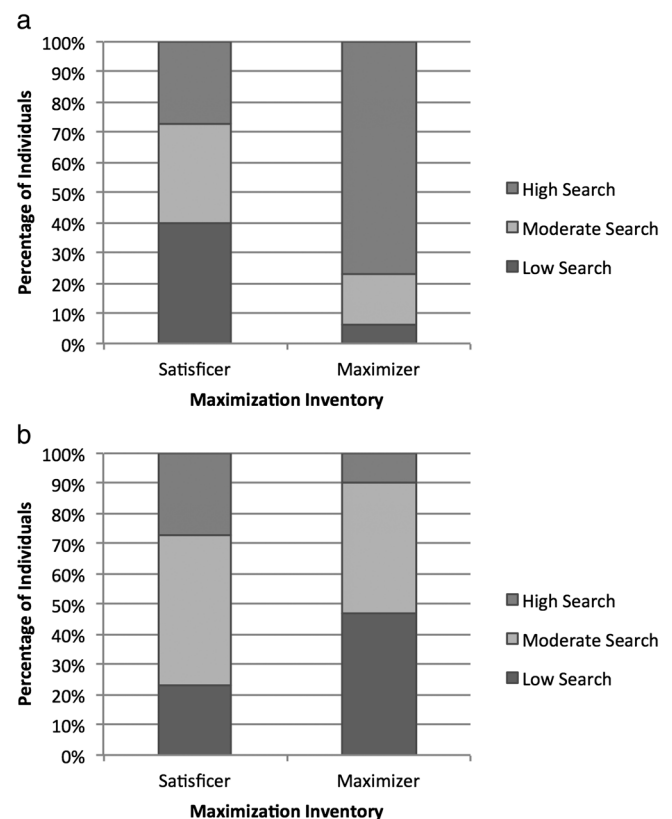 a
100%
90%
80%
70%
60%
50%
40%
30%
20%
10%
0%
Percentage of Individuals
Satisficer Maximizer
Maximization Inventory
High Search
Moderate Search
Low Search
b
100%
90%
80%
70%
60%
50%
40%
30%
20%
10%
0%
Percentage of Individuals
Satisficer Maximizer
Maximization Inventory
High Search
Moderate Search
Low Search